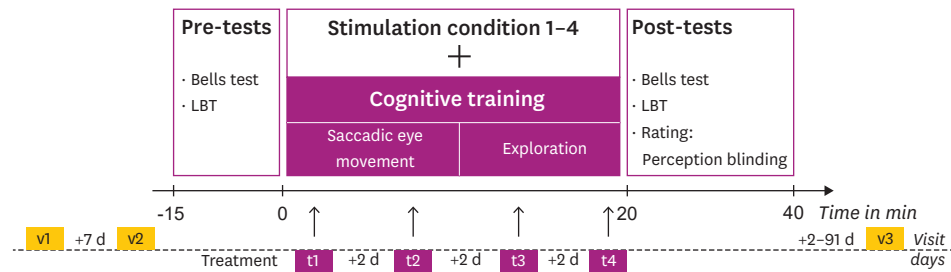 Pre-tests
· Bells test
· LBT
Stimulation condition 1–4
+
Cognitive training
Saccadic eye
movement
Exploration
Post-tests
· Bells test
· LBT
· Rating:
Perception blinding
-15 0 20 40 Time in min
v1 +7 d v2 +2–91 d v3 Visit
days
Treatment t1 +2 d t2 +2 d t3 +2 d t4